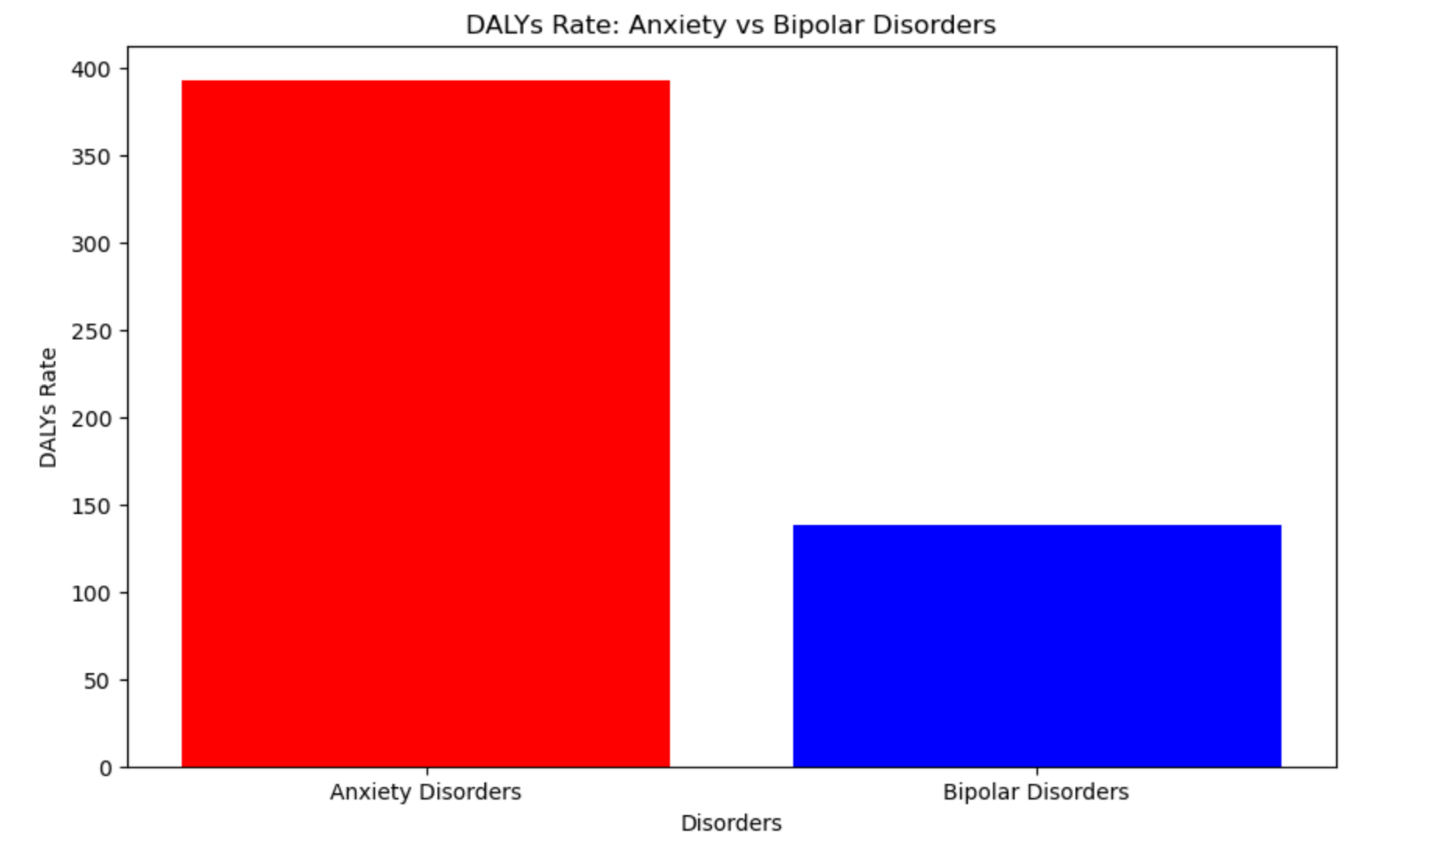 DALYs Rate: Anxiety vs Bipolar Disorders
400
350
300
250
200
150
100
50
0
DALYs Rate
Anxiety Disorders
Bipolar Disorders
Disorders